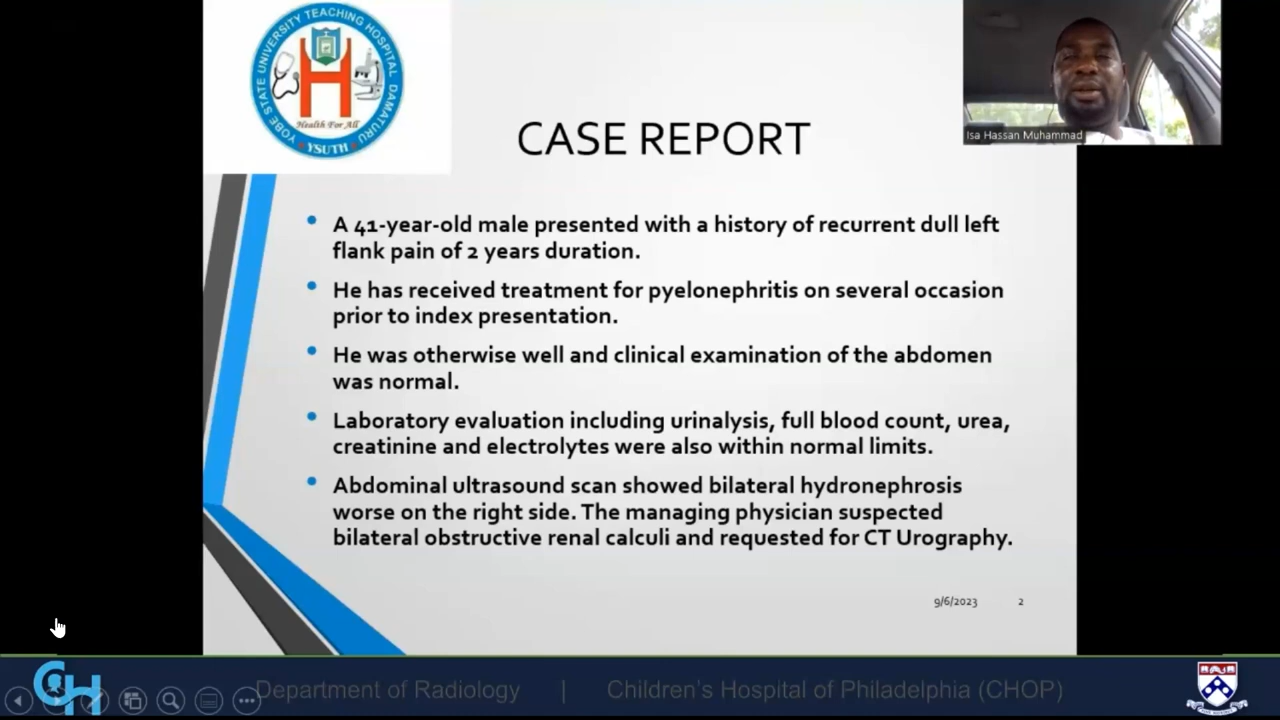 YOBE STATE UNIVERSITY TEACHING HOSPITAL DAMATURU
H
Health For All
• YSUTH •
Isa Hassan Muhammad
CASE REPORT
• A 41-year-old male presented with a history of recurrent dull left
flank pain of 2 years duration.
• He has received treatment for pyelonephritis on several occasion
prior to index presentation.
• He was otherwise well and clinical examination of the abdomen
was normal.
• Laboratory evaluation including urinalysis, full blood count, urea,
creatinine and electrolytes were also within normal limits.
• Abdominal ultrasound scan showed bilateral hydronephrosis
worse on the right side. The managing physician suspected
bilateral obstructive renal calculi and requested for CT Urography.
9/6/2023 2
CH Department of Radiology | Children's Hospital of Philadelphia (CHOP)